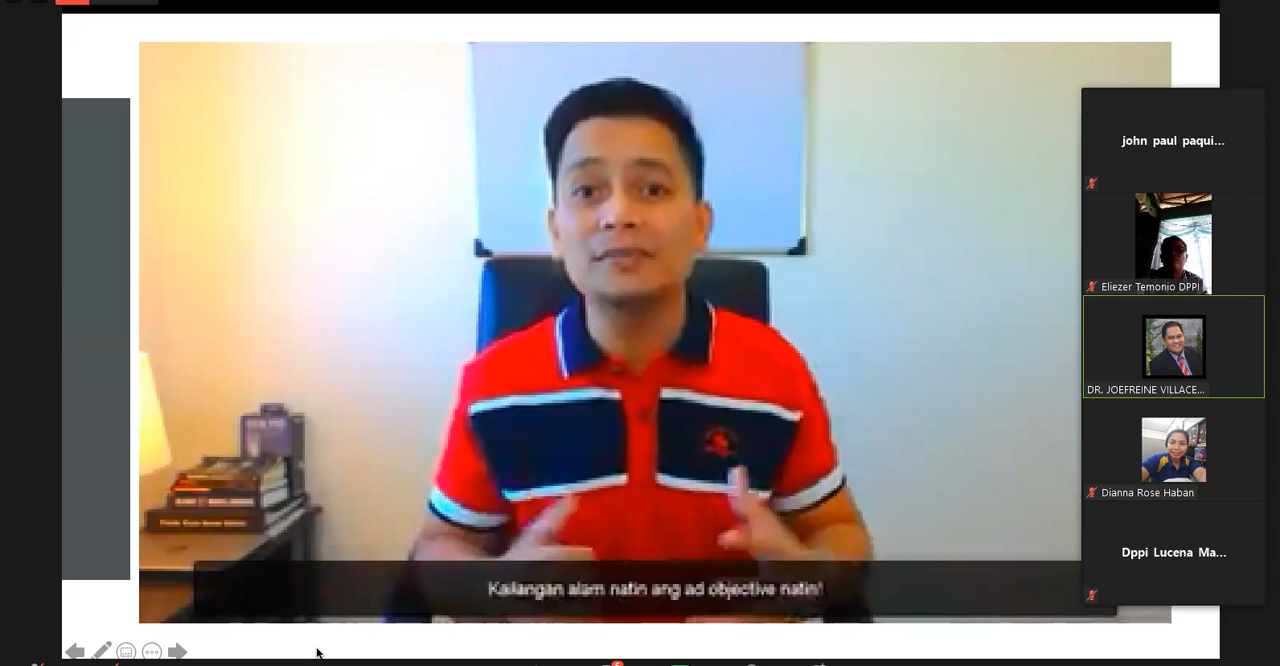 john paul paqui...
Eliezer Temonio DPPI
DR. JOEFREINE VILLACE...
Dianna Rose Haban
Dppi Lucena Ma...
Kailangan alam natin ang ad objective natin!